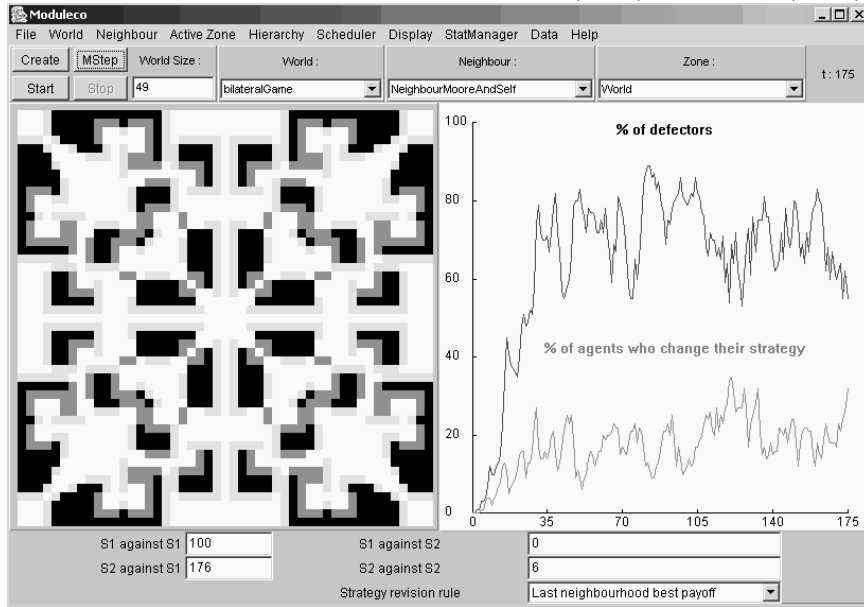 Moduleco
File World Neighbour Active Zone Hierarchy Scheduler Display StatManager Data Help
Create MStep World Size : World : Neighbour : Zone :
t : 175
Start Stop 49 bilateralGame NeighbourMooreAndSelf World
100
% of defectors
80
60
40
% of agents who change their strategy
20
0
0 35 70 105 140 175
S1 against S1 100 S1 against S2 0
S2 against S1 176 S2 against S2 6
Strategy revision rule Last neighbourhood best payoff